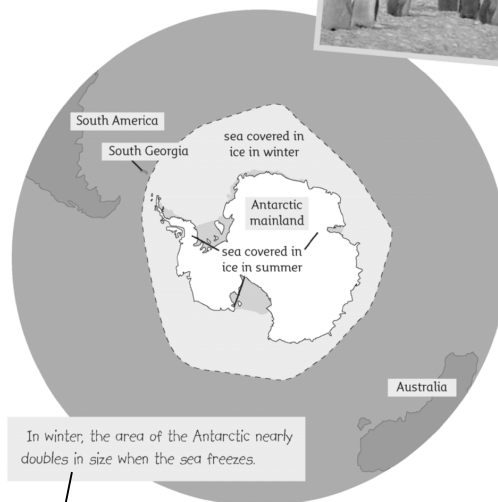 South America
South Georgia
sea covered in
ice in winter
Antarctic
mainland
sea covered in
ice in summer
Australia
In winter, the area of the Antarctic nearly
doubles in size when the sea freezes.